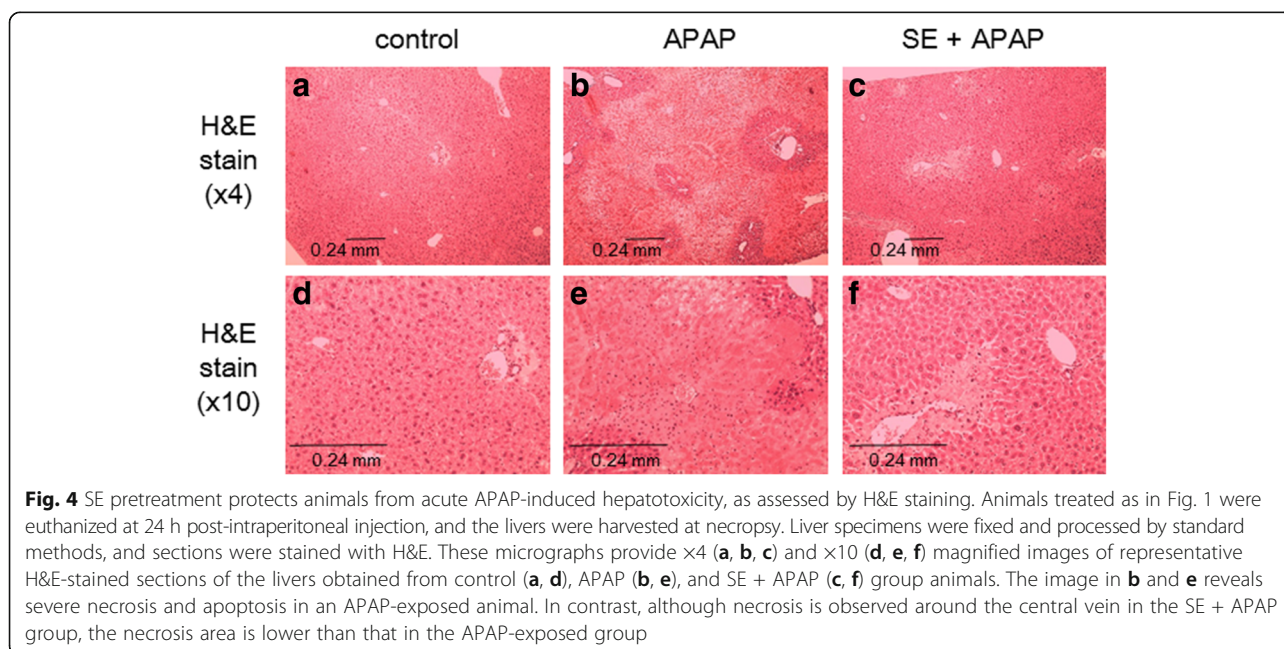 control APAP SE + APAP
a b c
H&E
stain
(x4)
0.24 mm 0.24 mm 0.24 mm
d e f
H&E
stain
(x10)
0.24 mm 0.24 mm 0.24 mm
Fig. 4 SE pretreatment protects animals from acute APAP-induced hepatotoxicity, as assessed by H&E staining. Animals treated as in Fig. 1 were
euthanized at 24 h post-intraperitoneal injection, and the livers were harvested at necropsy. Liver specimens were fixed and processed by standard
methods, and sections were stained with H&E. These micrographs provide ×4 (a, b, c) and ×10 (d, e, f) magnified images of representative
H&E-stained sections of the livers obtained from control (a, d), APAP (b, e), and SE + APAP (c, f) group animals. The image in b and e reveals
severe necrosis and apoptosis in an APAP-exposed animal. In contrast, although necrosis is observed around the central vein in the SE + APAP
group, the necrosis area is lower than that in the APAP-exposed group